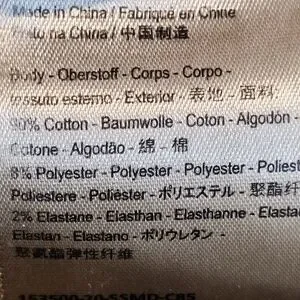 Made in China / Fabriqué en Chine
Feito na China / 中国制造
Body - Oberstoff - Corps - Corpo -
Tessuto esterno - Exterior - 表地 - 面料
90% Cotton - Baumwolle - Coton - Algodón -
Cotone - Algodão - 綿 - 棉
8% Polyester - Polyester - Polyester - Poliest
Poliestere - Poliéster - ポリエステル - 聚酯纤
2% Elastane - Elasthan - Elasthanne - Elasta
Elastan - Elastano - ポリウレタン -
聚氨酯弹性纤维